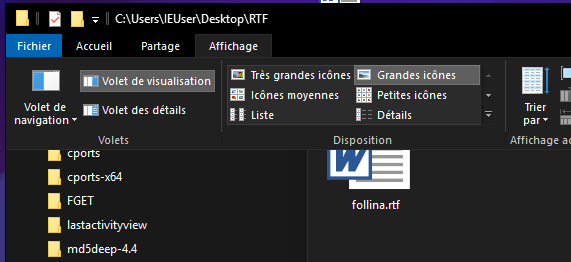 C:\Users\IEUser\Desktop\RTF
Fichier Accueil Partage Affichage
Volet de navigation
Volet de visualisation
Volet des détails
Volets
Très grandes icônes Grandes icônes
Icônes moyennes Petites icônes
Liste Détails
Disposition
Trier par
Affichage ac
cports
cports-x64
FGET
lastactivityview
md5deep-4.4
W
follina.rtf